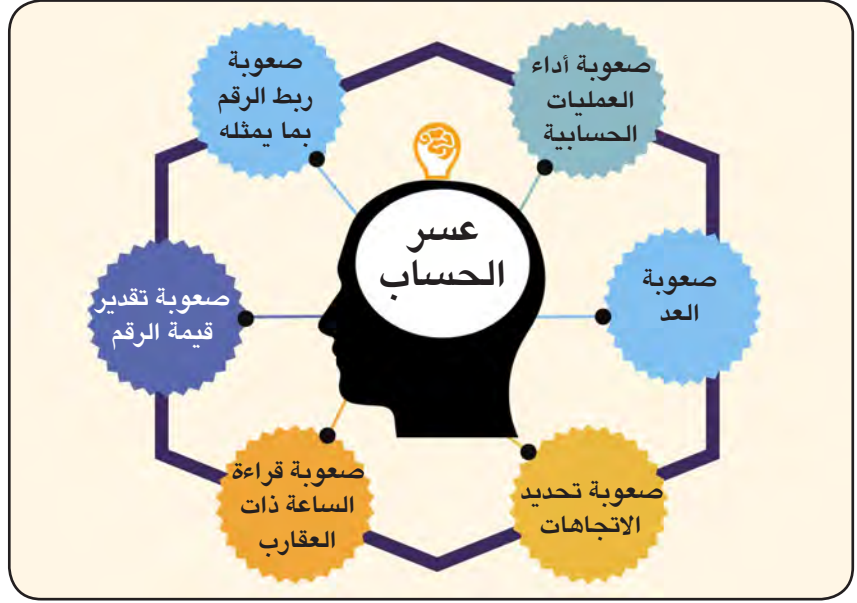 عسر
الحساب
صعوبة أداء
العمليات
الحسابية
صعوبة
العد
صعوبة تحديد
الاتجاهات
صعوبة قراءة
الساعة ذات
العقارب
صعوبة تقدير
قيمة الرقم
صعوبة
ربط الرقم
بما يمثله